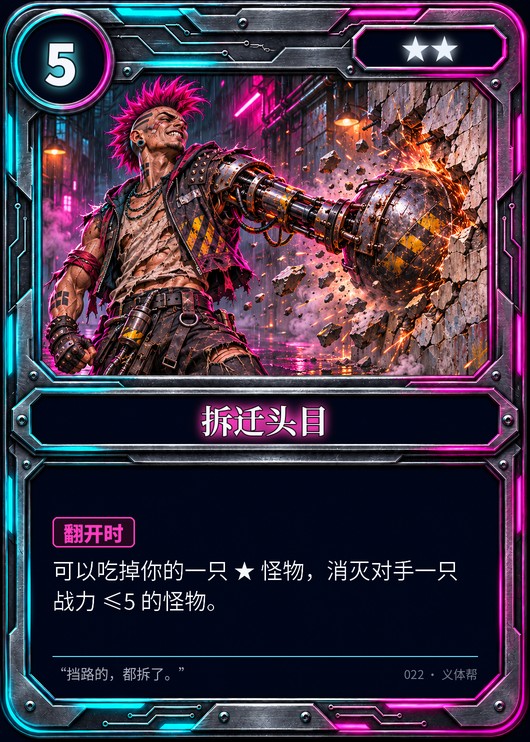 5
★★
拆迁头目
翻开时
可以吃掉你的一只 ★ 怪物，消灭对手一只
战力 ≤5 的怪物。
“挡路的，都拆了。”
022 · 义体帮